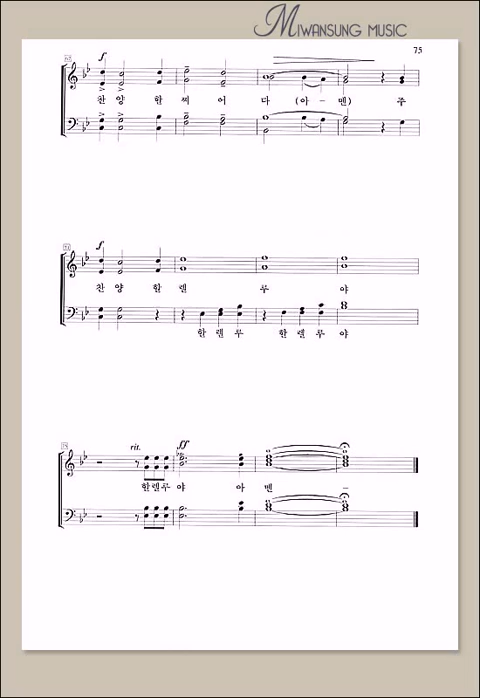 MIWANSUNG MUSIC
75
f
찬 양 할 찌 어 다 (아 - 멘) 주
f
찬 양 할 렐 루 야
할 렐 루 할 렐 루 야
rit. ff
할 렐 루 야 아 멘 -